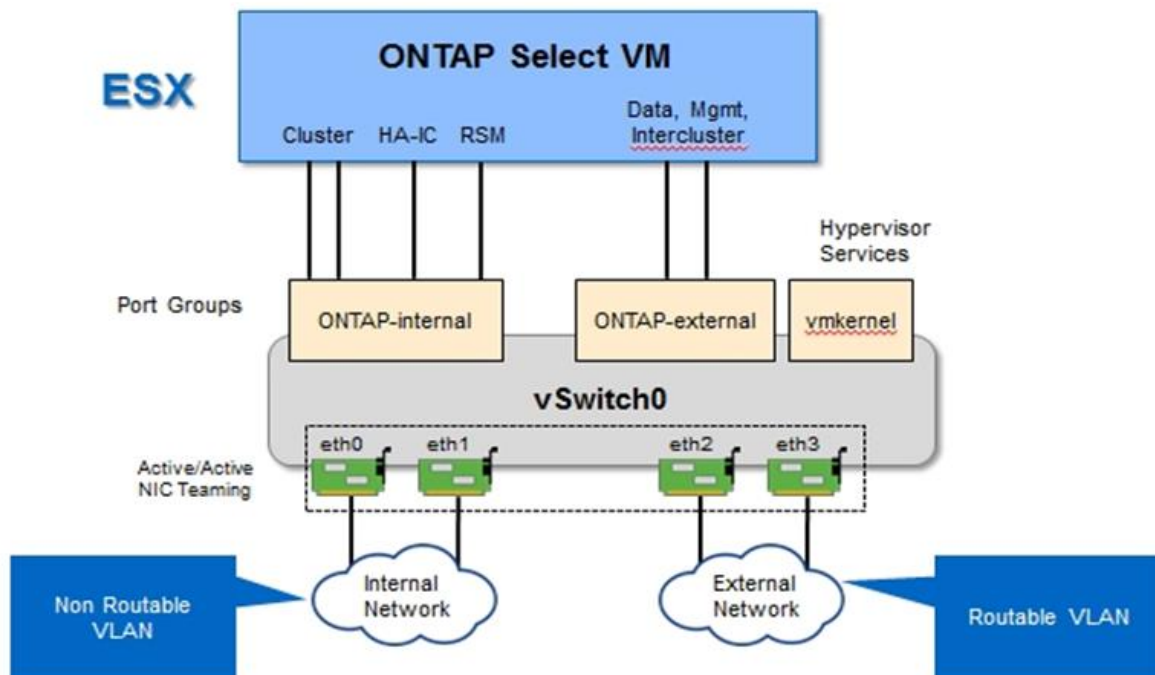 ONTAP Select VM
ESX
Data, Mgmt,
Cluster HA-IC RSM Intercluster
Hypervisor
Services
Port Groups
ONTAP-internal
ONTAP-external
vmkernel
vSwitch0
eth0
eth1
eth2
eth3
Active/Active
NIC Teaming
Internal
Network
External
Network
Non Routable
VLAN
Routable VLAN